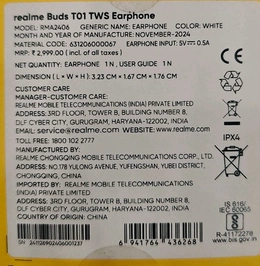 realme Buds T01 TWS Earphone
MODEL: RMA2406 GENERIC NAME: EARPHONE COLOR: WHITE
MONTH AND YEAR OF MANUFACTURE: NOVEMBER-2024
MATERIAL CODE: 631206000067 EARPHONE INPUT: 5V⎓0.5A
MRP: ₹ 2,999.00 ( incl. of all taxes )
NET QUANTITY: EARPHONE 1 N , USER GUIDE 1 N
DIMENSION ( L × W × H ): 3.23 CM × 1.67 CM × 1.76 CM
CUSTOMER CARE
MANAGER-CUSTOMER CARE:
REALME MOBILE TELECOMMUNICATIONS (INDIA) PRIVATE LIMITED
ADDRESS: 3RD FLOOR, TOWER B, BUILDING NUMBER 8,
DLF CYBER CITY, GURUGRAM, HARYANA-122002, INDIA
EMAIL: service@realme.com WEBSITE: www.realme.com
TOLL FREE: 1800 102 2777
MANUFACTURED BY:
REALME CHONGQING MOBILE TELECOMMUNICATIONS CORP., LTD.
ADDRESS: NO.178 YULONG AVENUE, YUFENGSHAN, YUBEI DISTRICT,
CHONGQING, CHINA
IMPORTED BY: REALME MOBILE TELECOMMUNICATIONS
(INDIA) PRIVATE LIMITED
ADDRESS: 3RD FLOOR, TOWER B, BUILDING NUMBER 8,
DLF CYBER CITY, GURUGRAM, HARYANA-122002, INDIA
COUNTRY OF ORIGIN: CHINA
IPX4
IS 616/
IEC 60065
R-41172278
www.bis.gov.in
SN: 241126902406001237
6 941764 436268